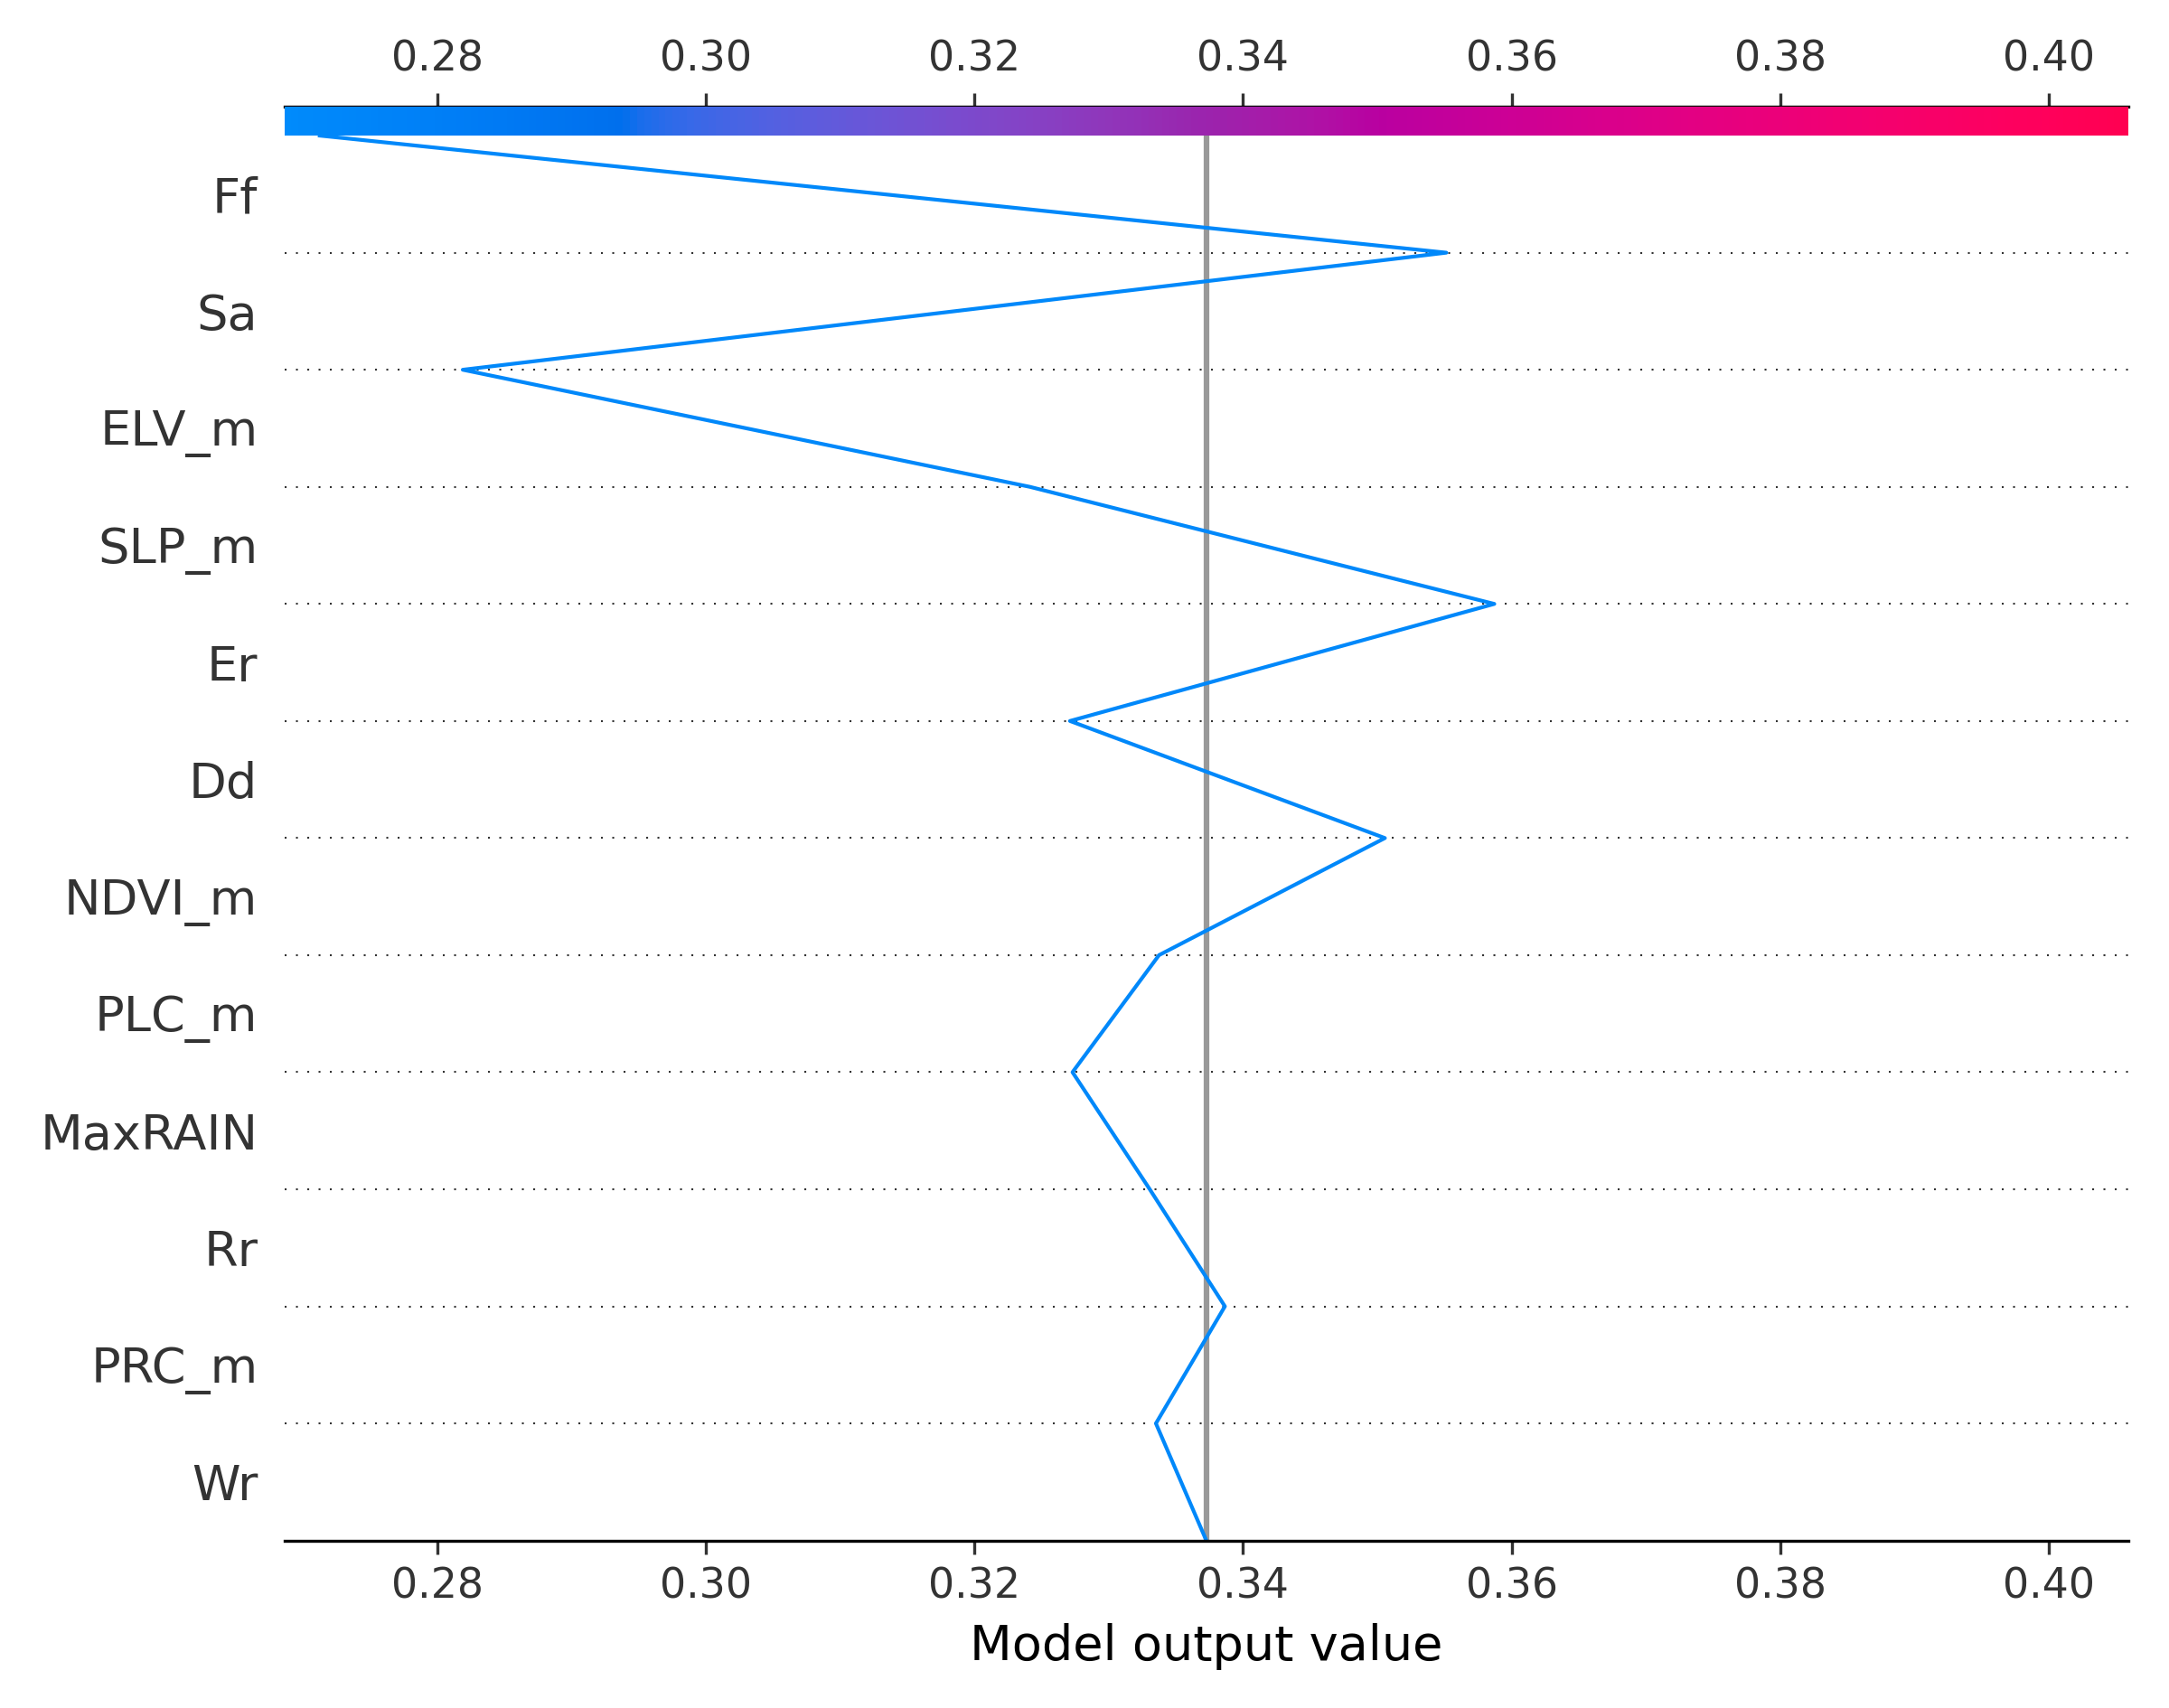 0.28 0.30 0.32 0.34 0.36 0.38 0.40
Ff
Sa
ELV_m
SLP_m
Er
Dd
NDVI_m
PLC_m
MaxRAIN
Rr
PRC_m
Wr
0.28 0.30 0.32 0.34 0.36 0.38 0.40
Model output value